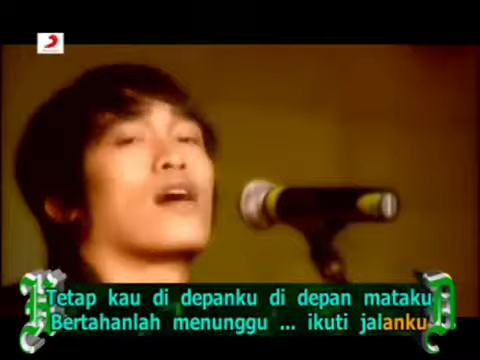 Tetap kau di depanku di depan mataku
Bertahanlah menunggu ... ikuti jalanku